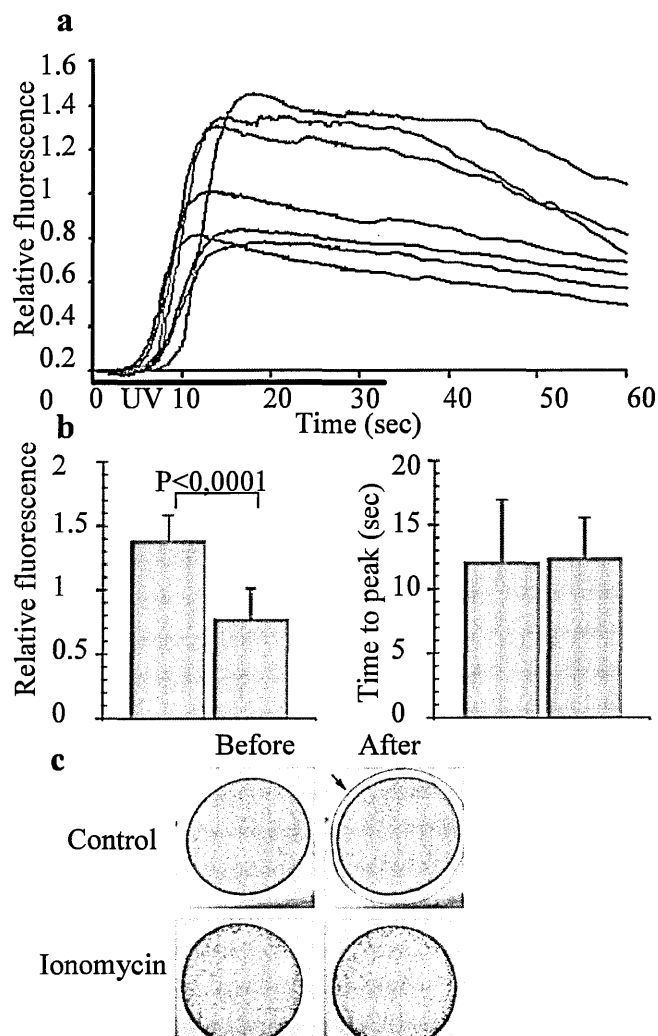 a
Relative fluorescence
1.6
1.4
1.2
1
0.8
0.6
0.4
0.2
0
0 UV 10 20 30 40 50 60
Time (sec)
b
Relative fluorescence
2
1.5
1
0.5
0
P<0,0001
Time to peak (sec)
20
15
10
5
0
Before After
c
Control
Ionomycin